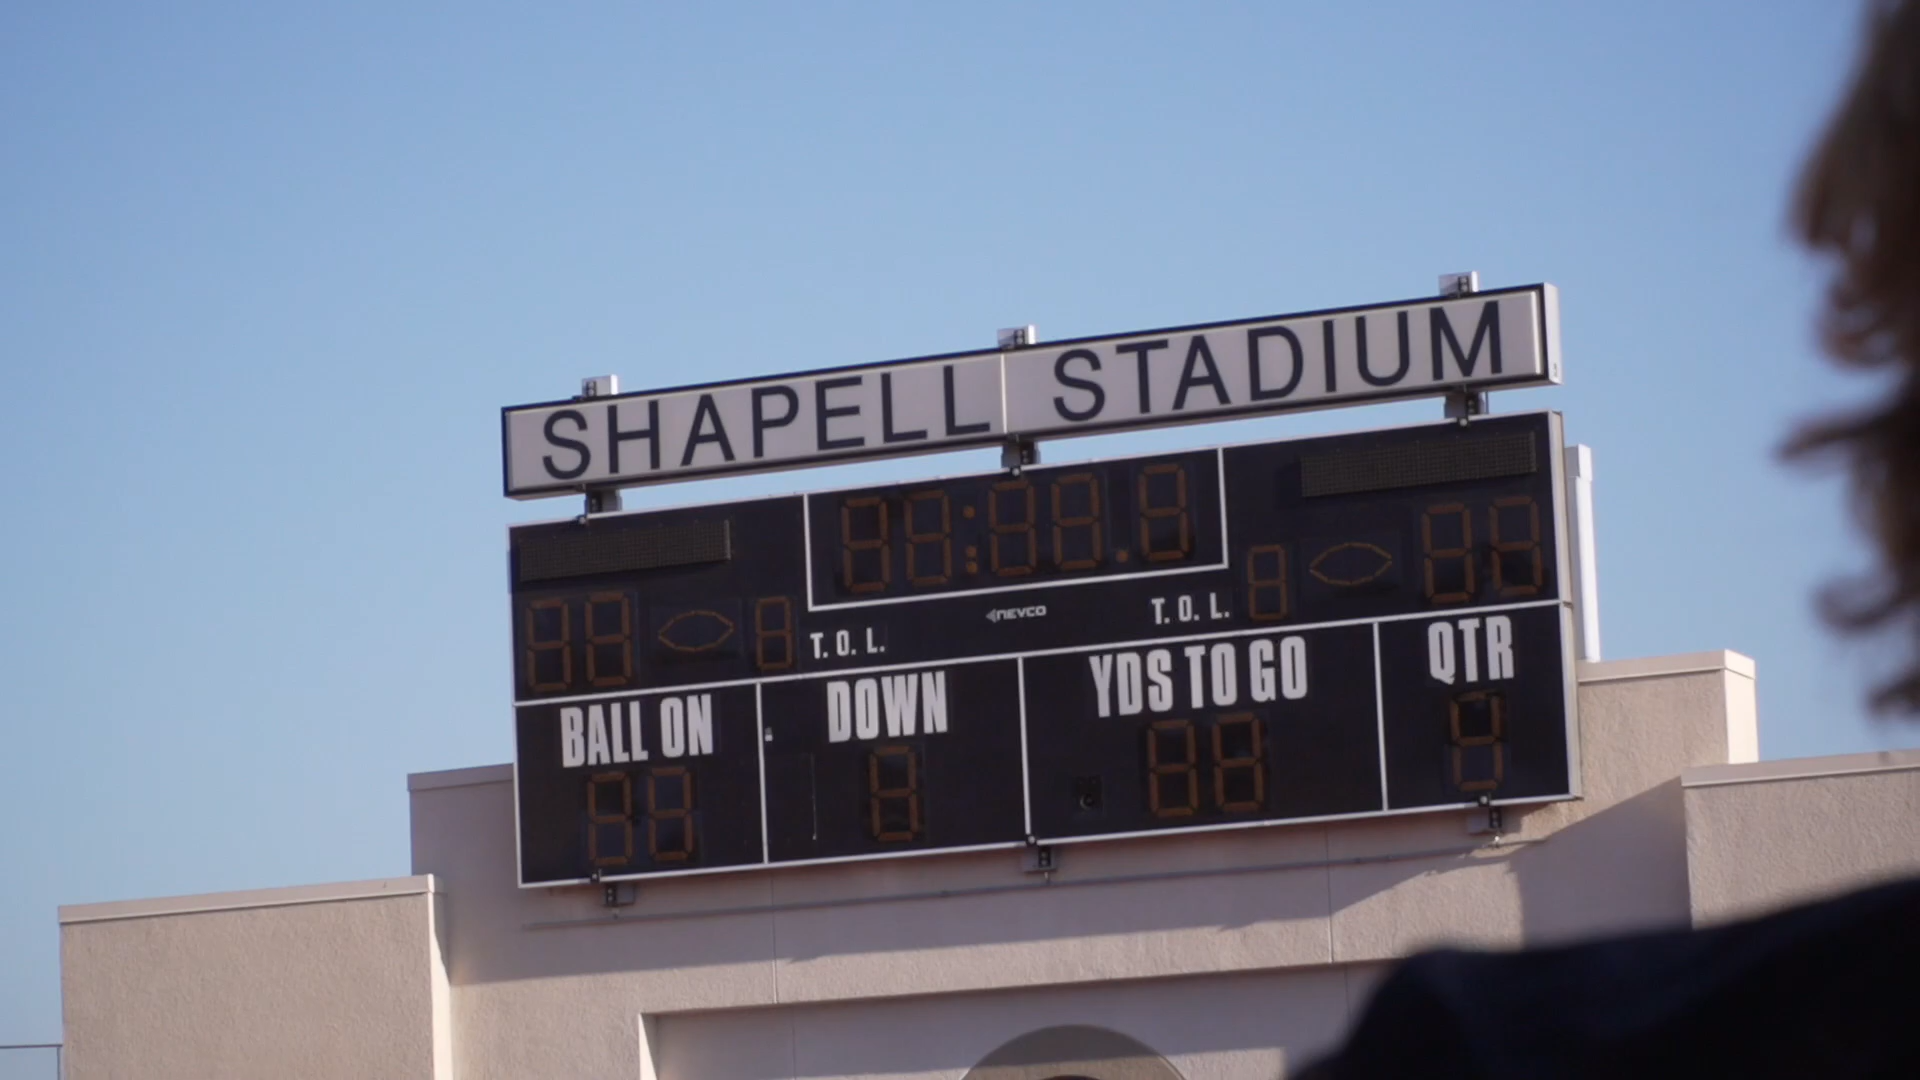 SHAPELL STADIUM
NEVCO
T. O. L.
T. O. L.
BALL ON
DOWN
YDS TO GO
QTR